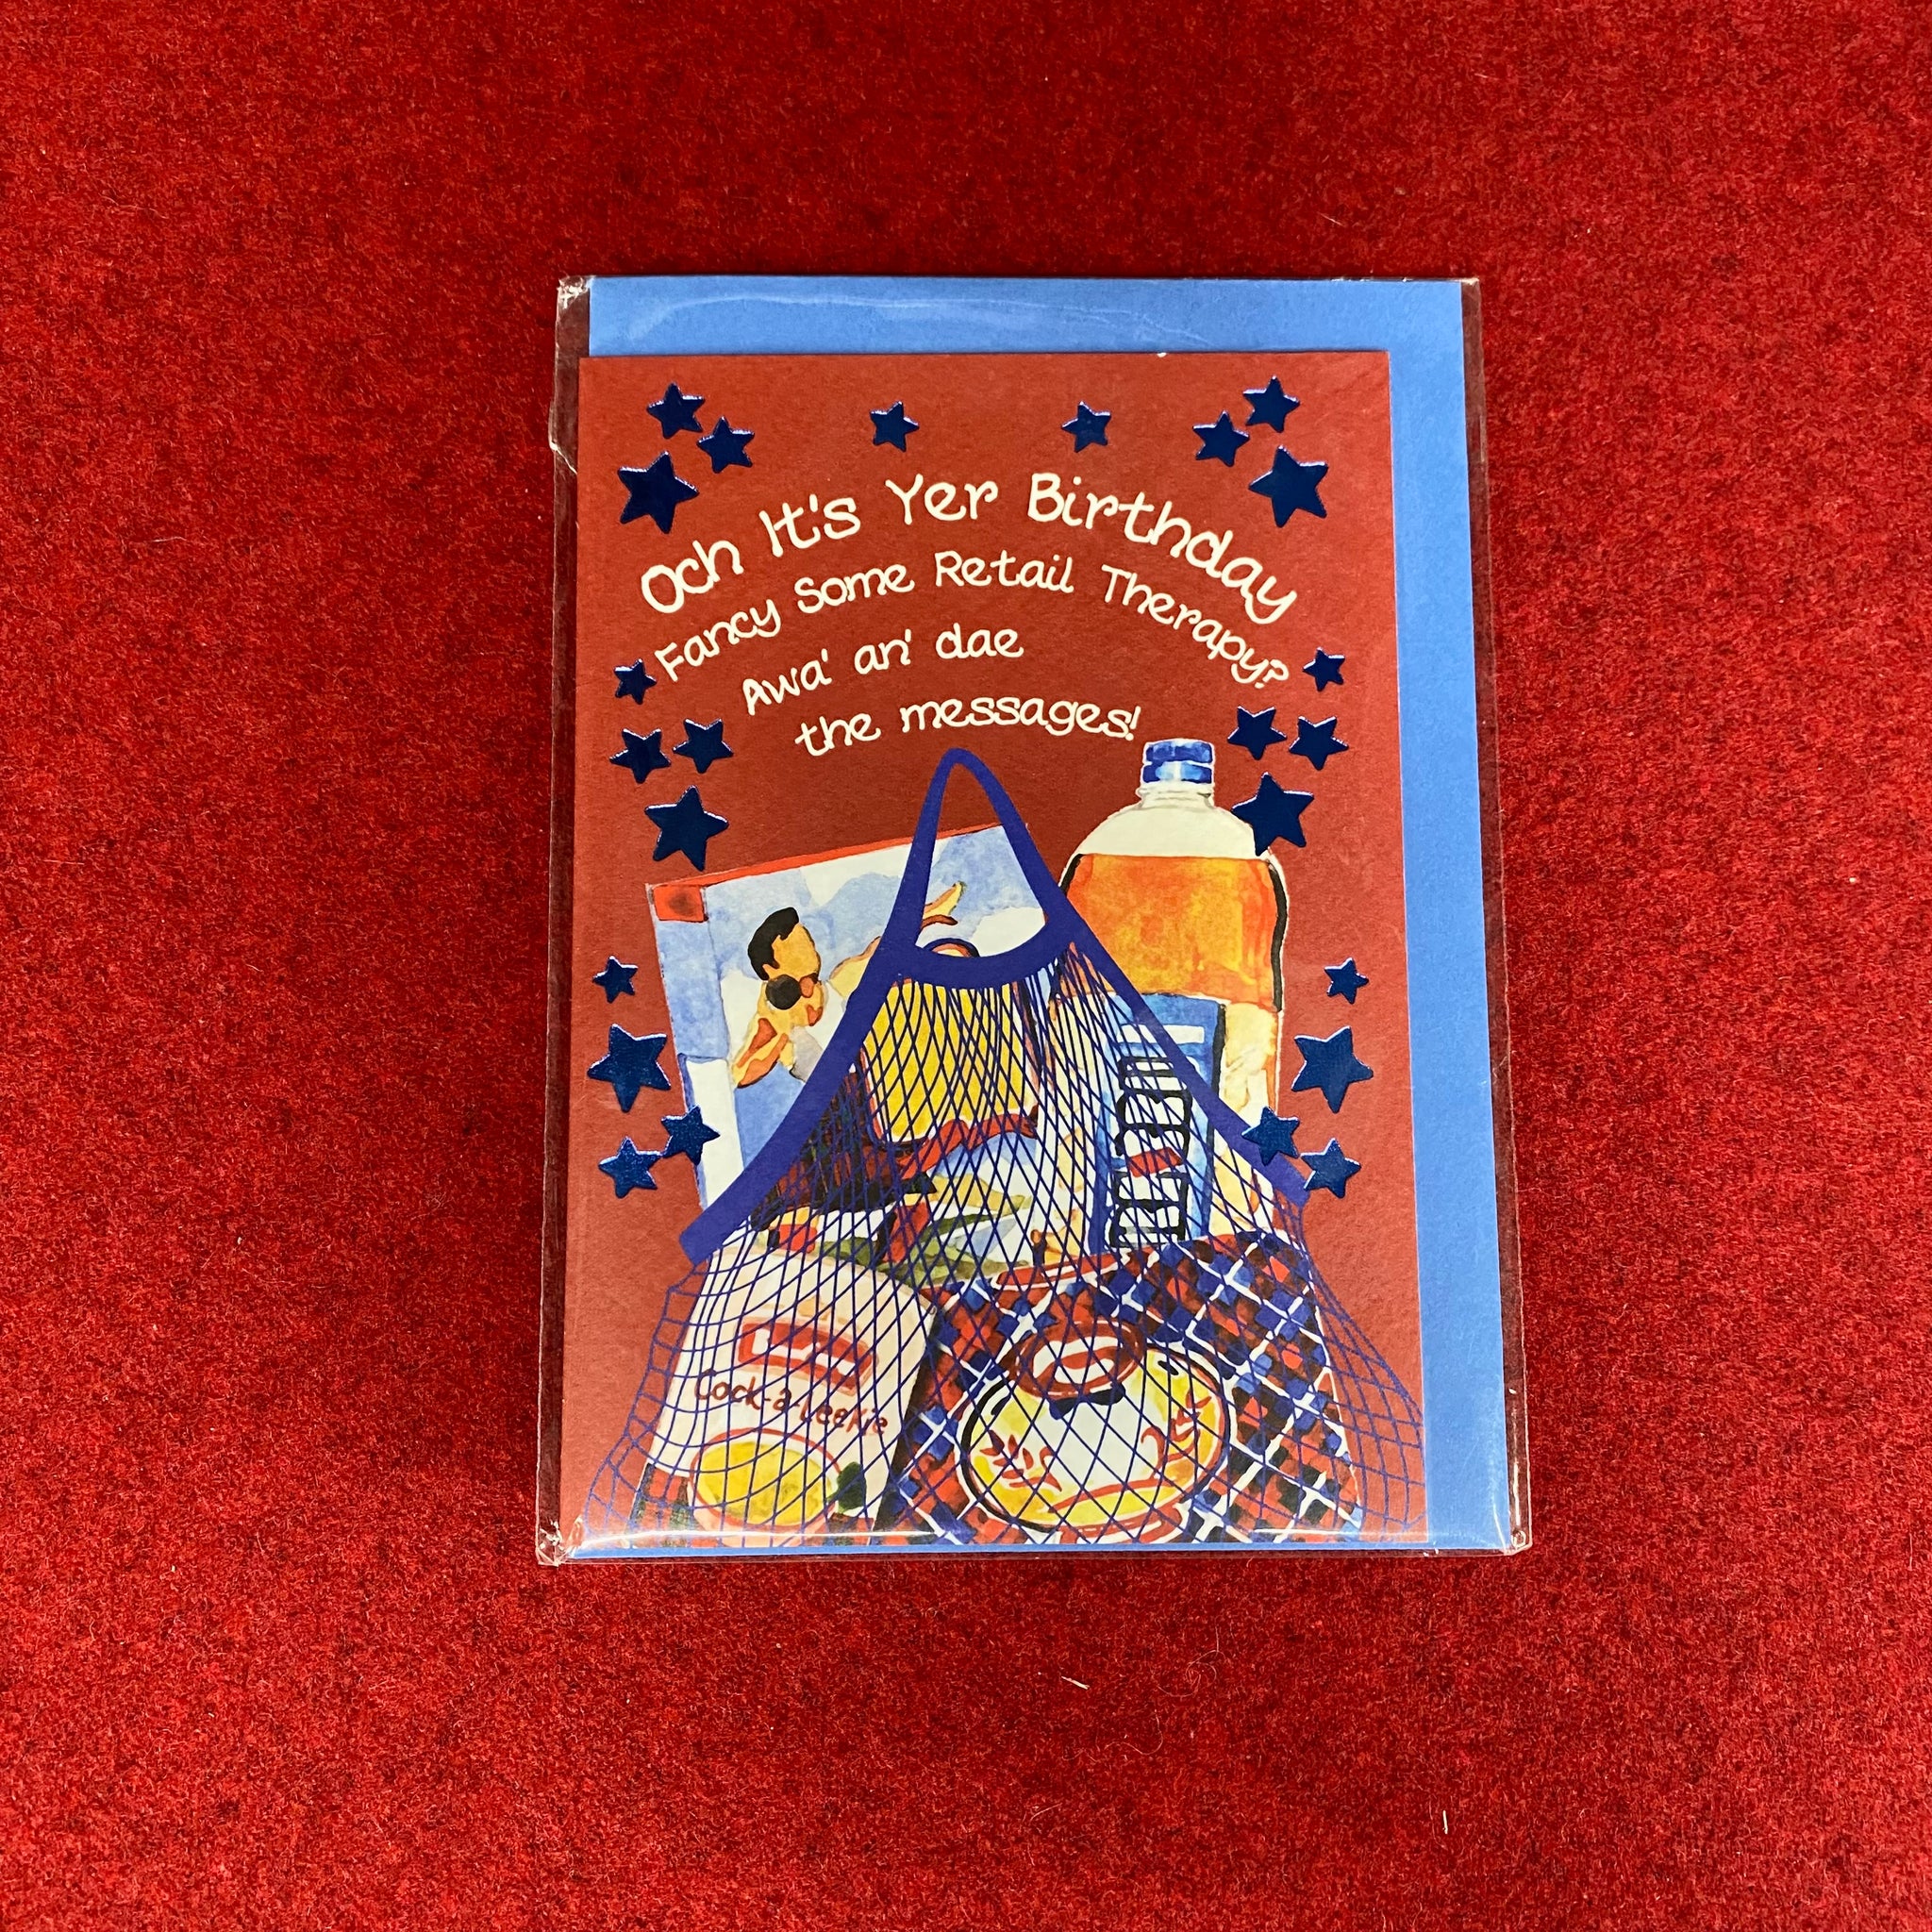 Och It's Yer Birthday
Fancy Some Retail Therapy?
Awa' an' dae
the messages!
Cock-a-Leekie